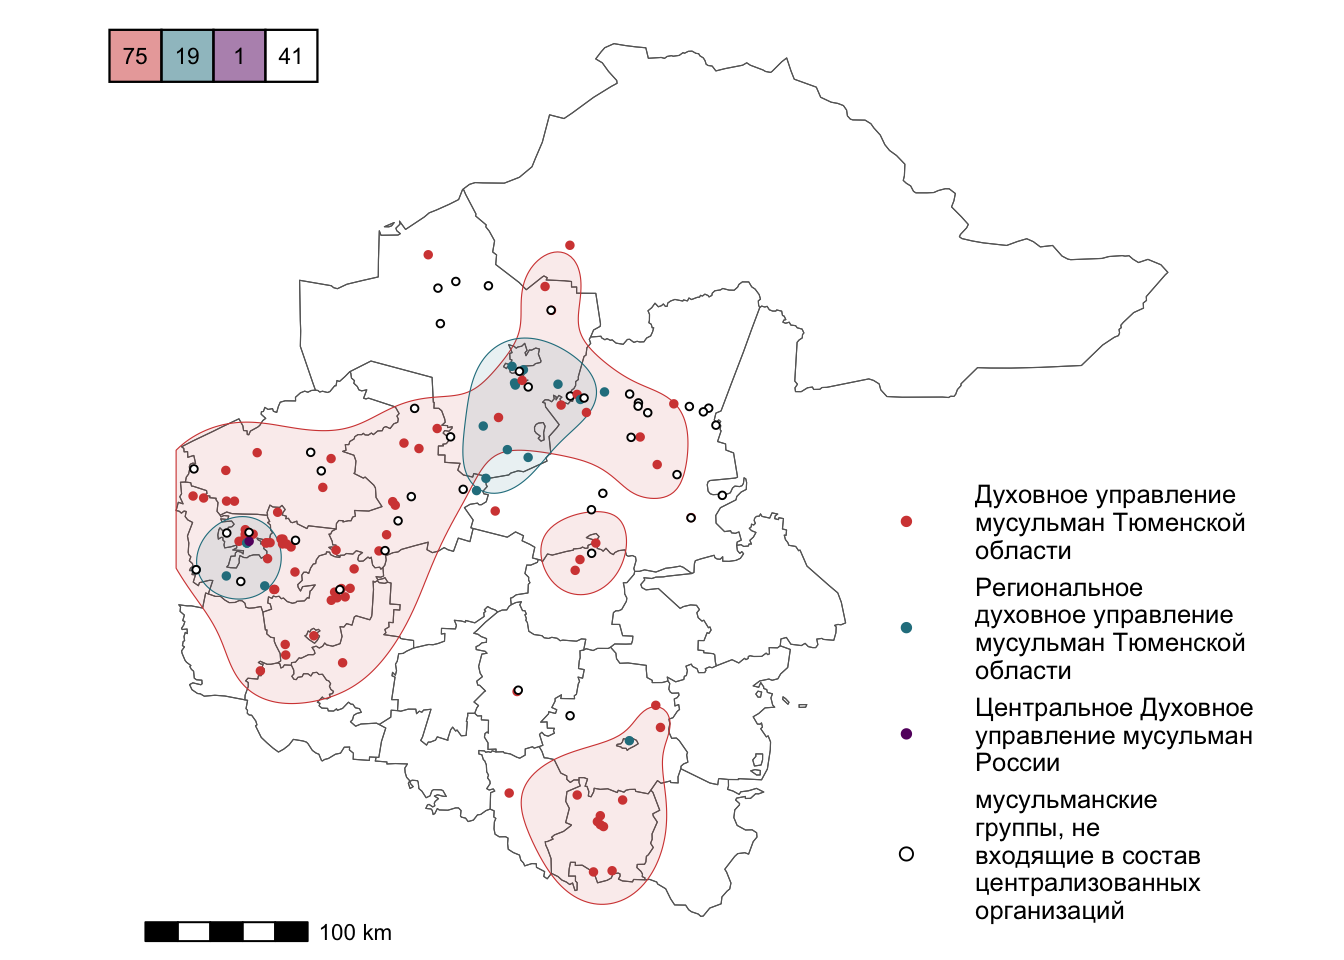 75 19 1 41
Духовное управление
мусульман Тюменской
области
Региональное
духовное управление
мусульман Тюменской
области
Центральное Духовное
управление мусульман
России
мусульманские
группы, не
входящие в состав
централизованных
организаций
100 km